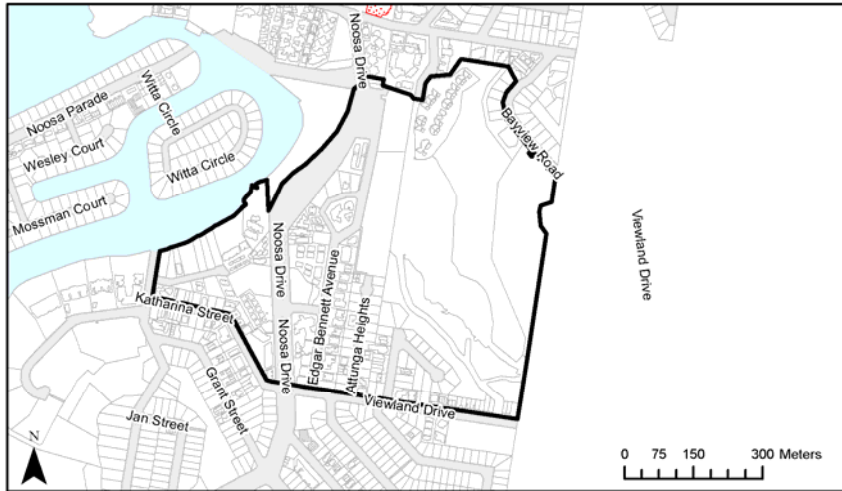 Noosa Drive
Noosa Parade
Witta Circle
Wesley Court
Witta Circle
Mossman Court
Bayview Road
Viewland Drive
Noosa Drive
Edgar Bennett Avenue
Attunga Heights
Katharina Street
Noosa Drive
Grant Street
Viewland Drive
Jan Street
N
0 75 150 300 Meters